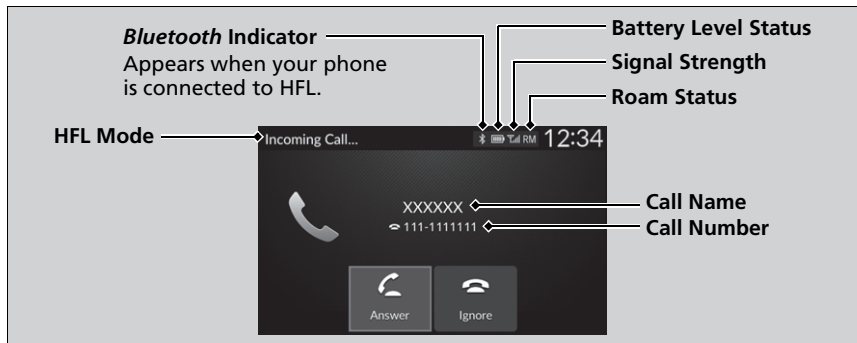 Bluetooth Indicator
Appears when your phone
is connected to HFL.
Battery Level Status
Signal Strength
Roam Status
HFL Mode
Incoming Call...
RM 12:34
XXXXXX
111-1111111
Call Name
Call Number
Answer
Ignore